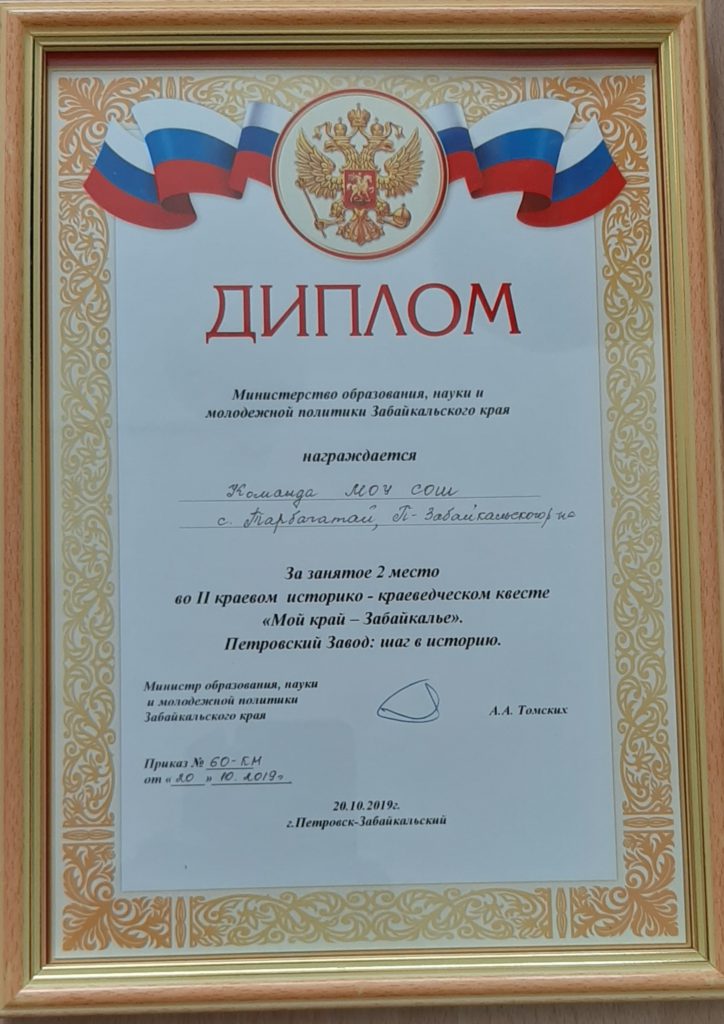 ДИПЛОМ
Министерство образования, науки и
молодежной политики Забайкальского края
награждается
Команда МОУ СОШ
с. Тарбагатай, П-Забайкальского р-на
За занятое 2 место
во II краевом историко - краеведческом квесте
«Мой край – Забайкалье».
Петровский Завод: шаг в историю.
Министр образования, науки
и молодежной политики
Забайкальского края
А.А. Томских
Приказ № 60-КМ
от «20» 10. 2019г
20.10.2019г.
г.Петровск-Забайкальский